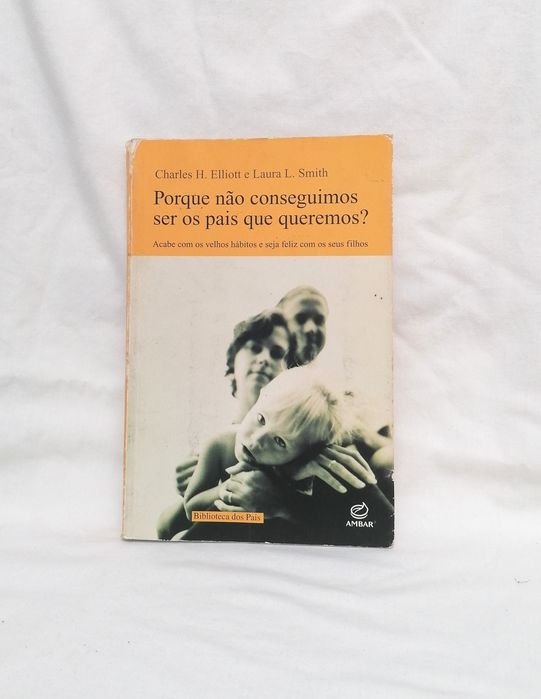 Charles H. Elliott e Laura L. Smith
Porque não conseguimos
ser os pais que queremos?
Acabe com os velhos hábitos e seja feliz com os seus filhos
Biblioteca dos Pais
AMBAR